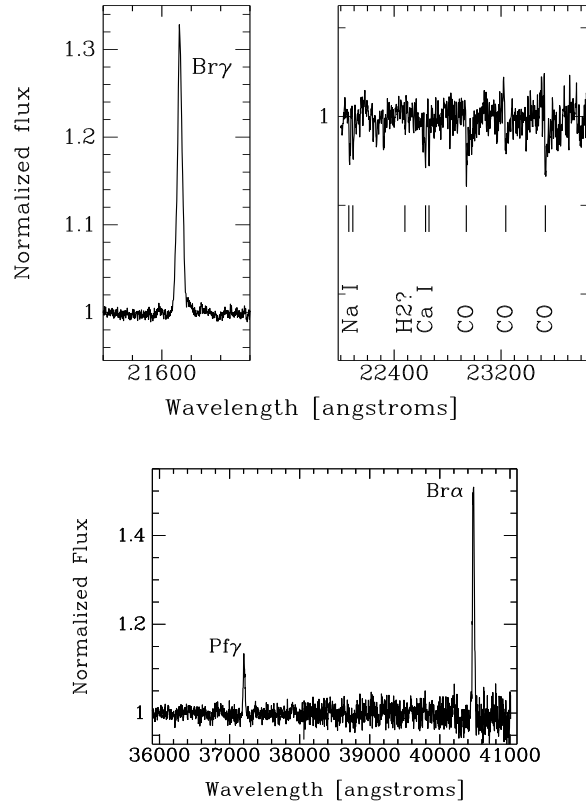 Normalized flux
1.3
1.2
1.1
1
Brγ
21600
1
Na I
H2?
Ca I
CO
CO
CO
22400
23200
Wavelength [angstroms]
Normalized Flux
1.4
1.2
1
Pfγ
Brα
36000
37000
38000
39000
40000
41000
Wavelength [angstroms]